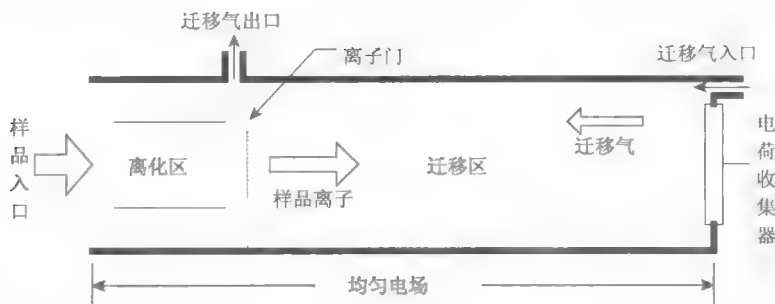 迁移气出口
离子门
迁移气入口
样品入口
离化区
样品离子
迁移区
迁移气
电荷收集器
均匀电场